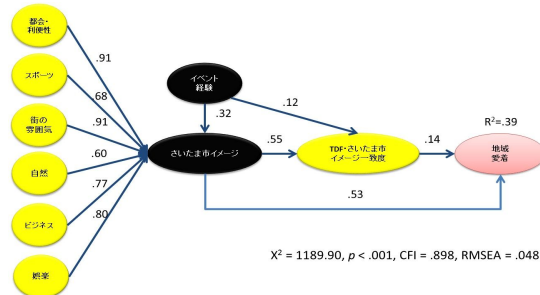 都会・
利便性
.91
スポーツ
.68
イベント
経験
.12
.32
街の
雰囲気
.91
R²=.39
さいたま市イメージ
.55
TDF・さいたま市
イメージ一致度
.14
地域
愛着
自然
.60
.77
.53
ビジネス
.80
娯楽
X² = 1189.90, p < .001, CFI = .898, RMSEA = .048